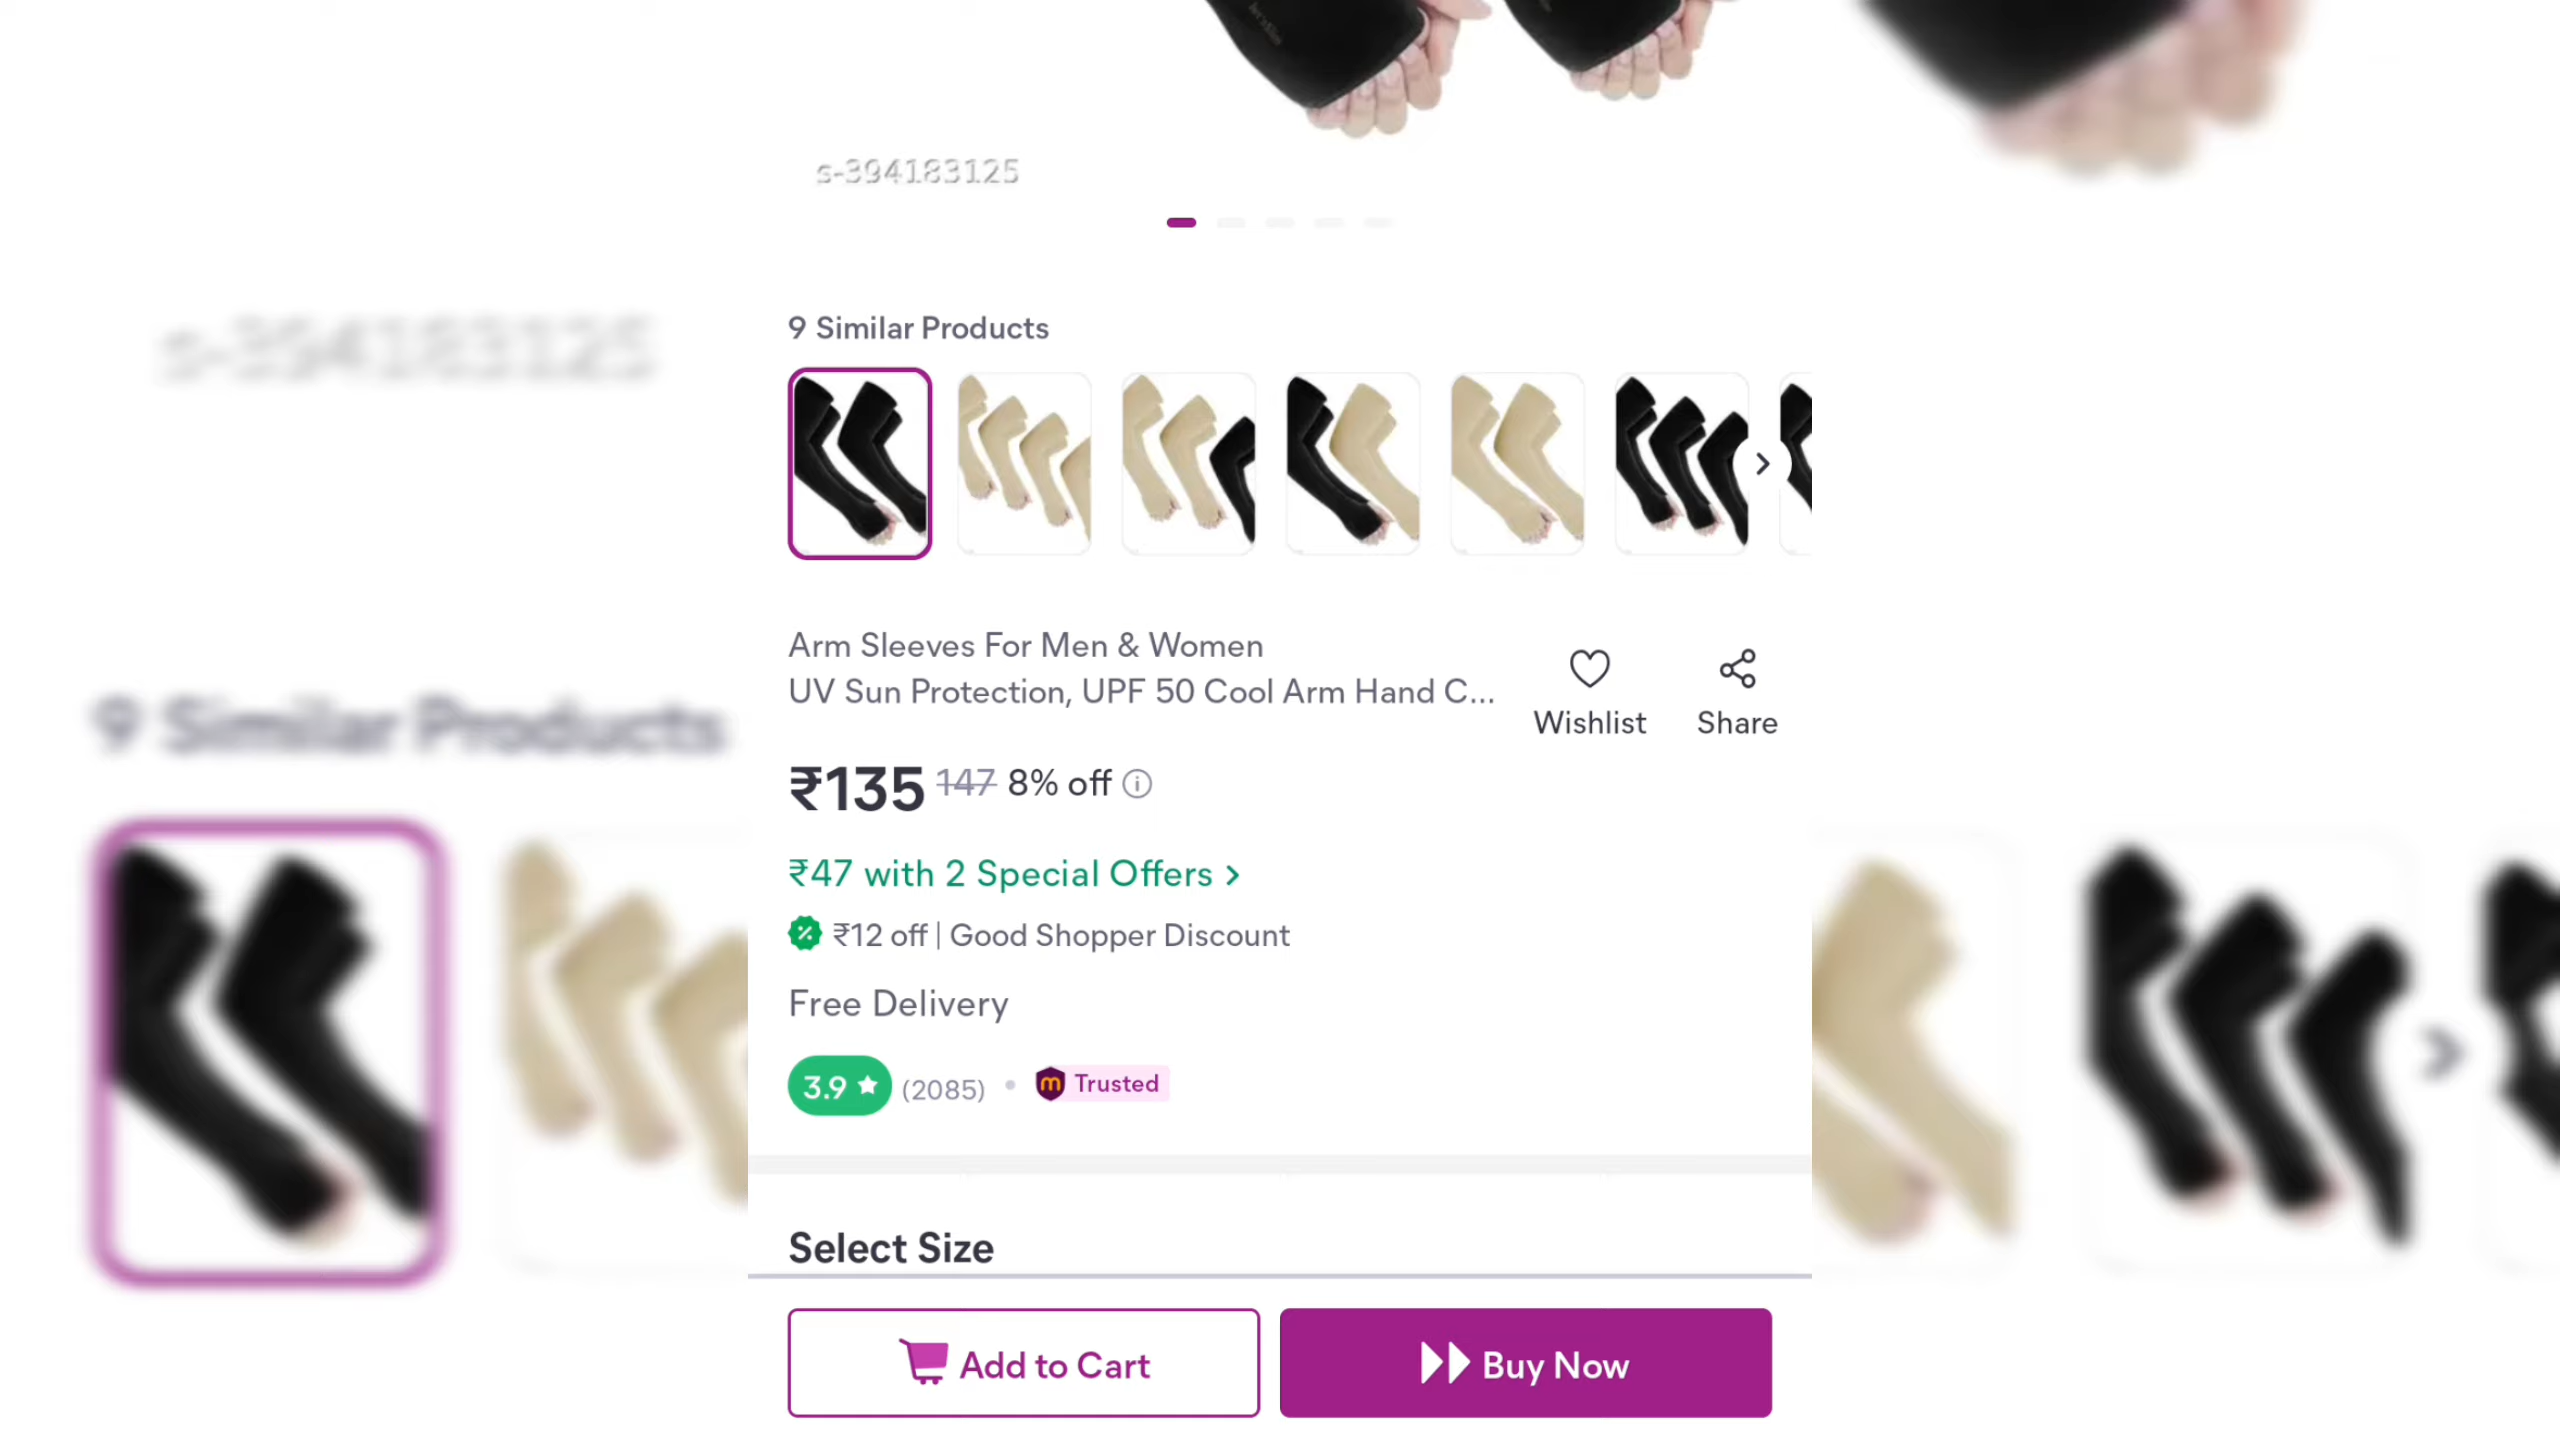 s-394183125
9 Similar Products
Arm Sleeves For Men & Women
UV Sun Protection, UPF 50 Cool Arm Hand C...
Wishlist
Share
₹135 147 8% off
₹47 with 2 Special Offers
₹12 off | Good Shopper Discount
Free Delivery
3.9 (2085) • m Trusted
Select Size
Add to Cart
Buy Now